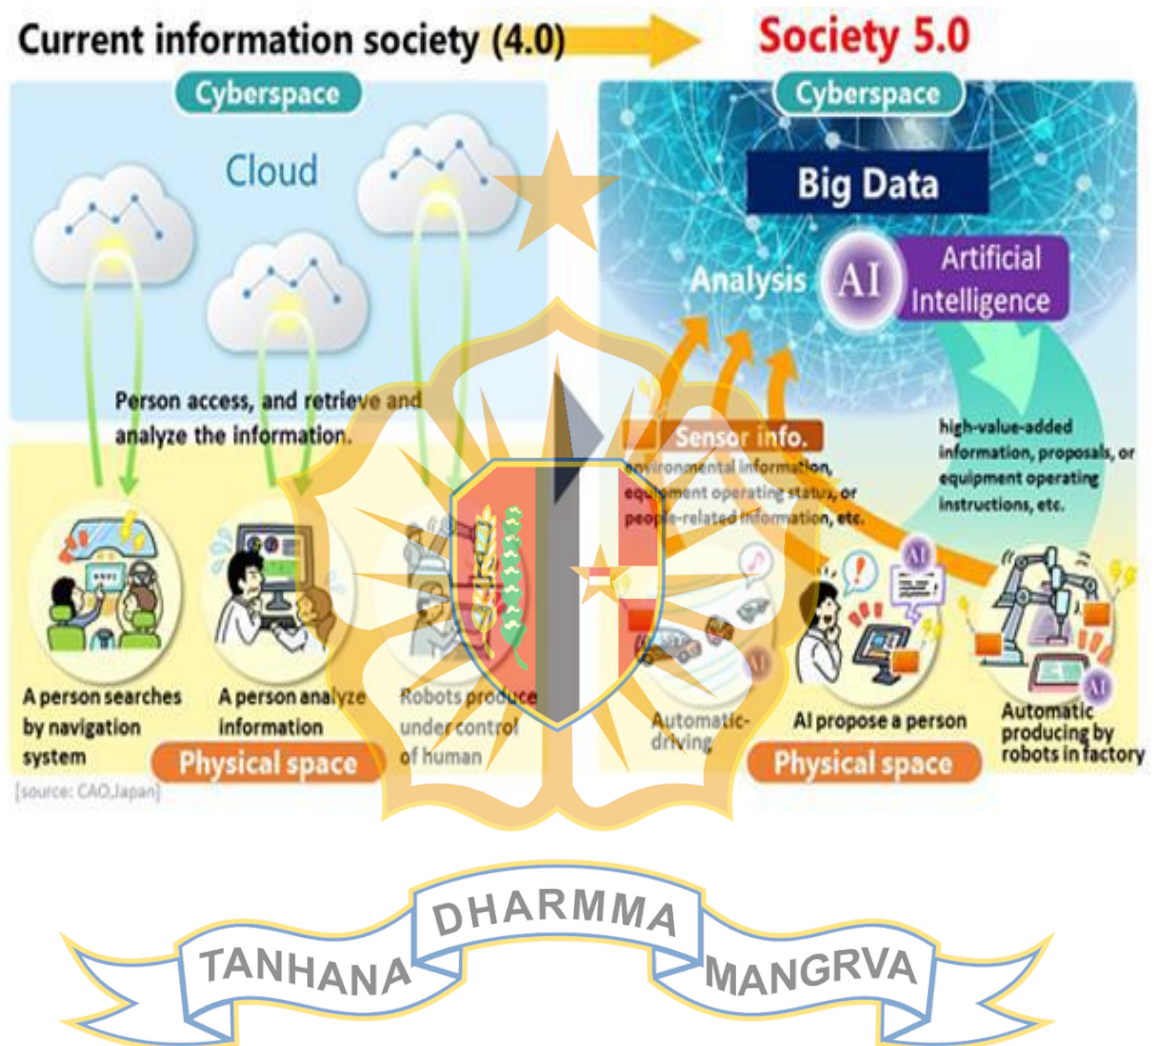 Current information society (4.0)
Society 5.0
Cyberspace
Cloud
Person access, and retrieve and
analyze the information.
A person searches
by navigation
system
A person analyze
information
Robots produce
under control
of human
Physical space
[source: CAO,Japan]
Cyberspace
Big Data
Analysis
AI
Artificial
Intelligence
Sensor info.
environmental information,
equipment operating status, or
people-related information, etc.
high-value-added
information, proposals, or
equipment operating
instructions, etc.
AI
AI
AI
Automatic-
driving
AI propose a person
Automatic
producing by
robots in factory
Physical space
TANHANA
DHARMMA
MANGRVA